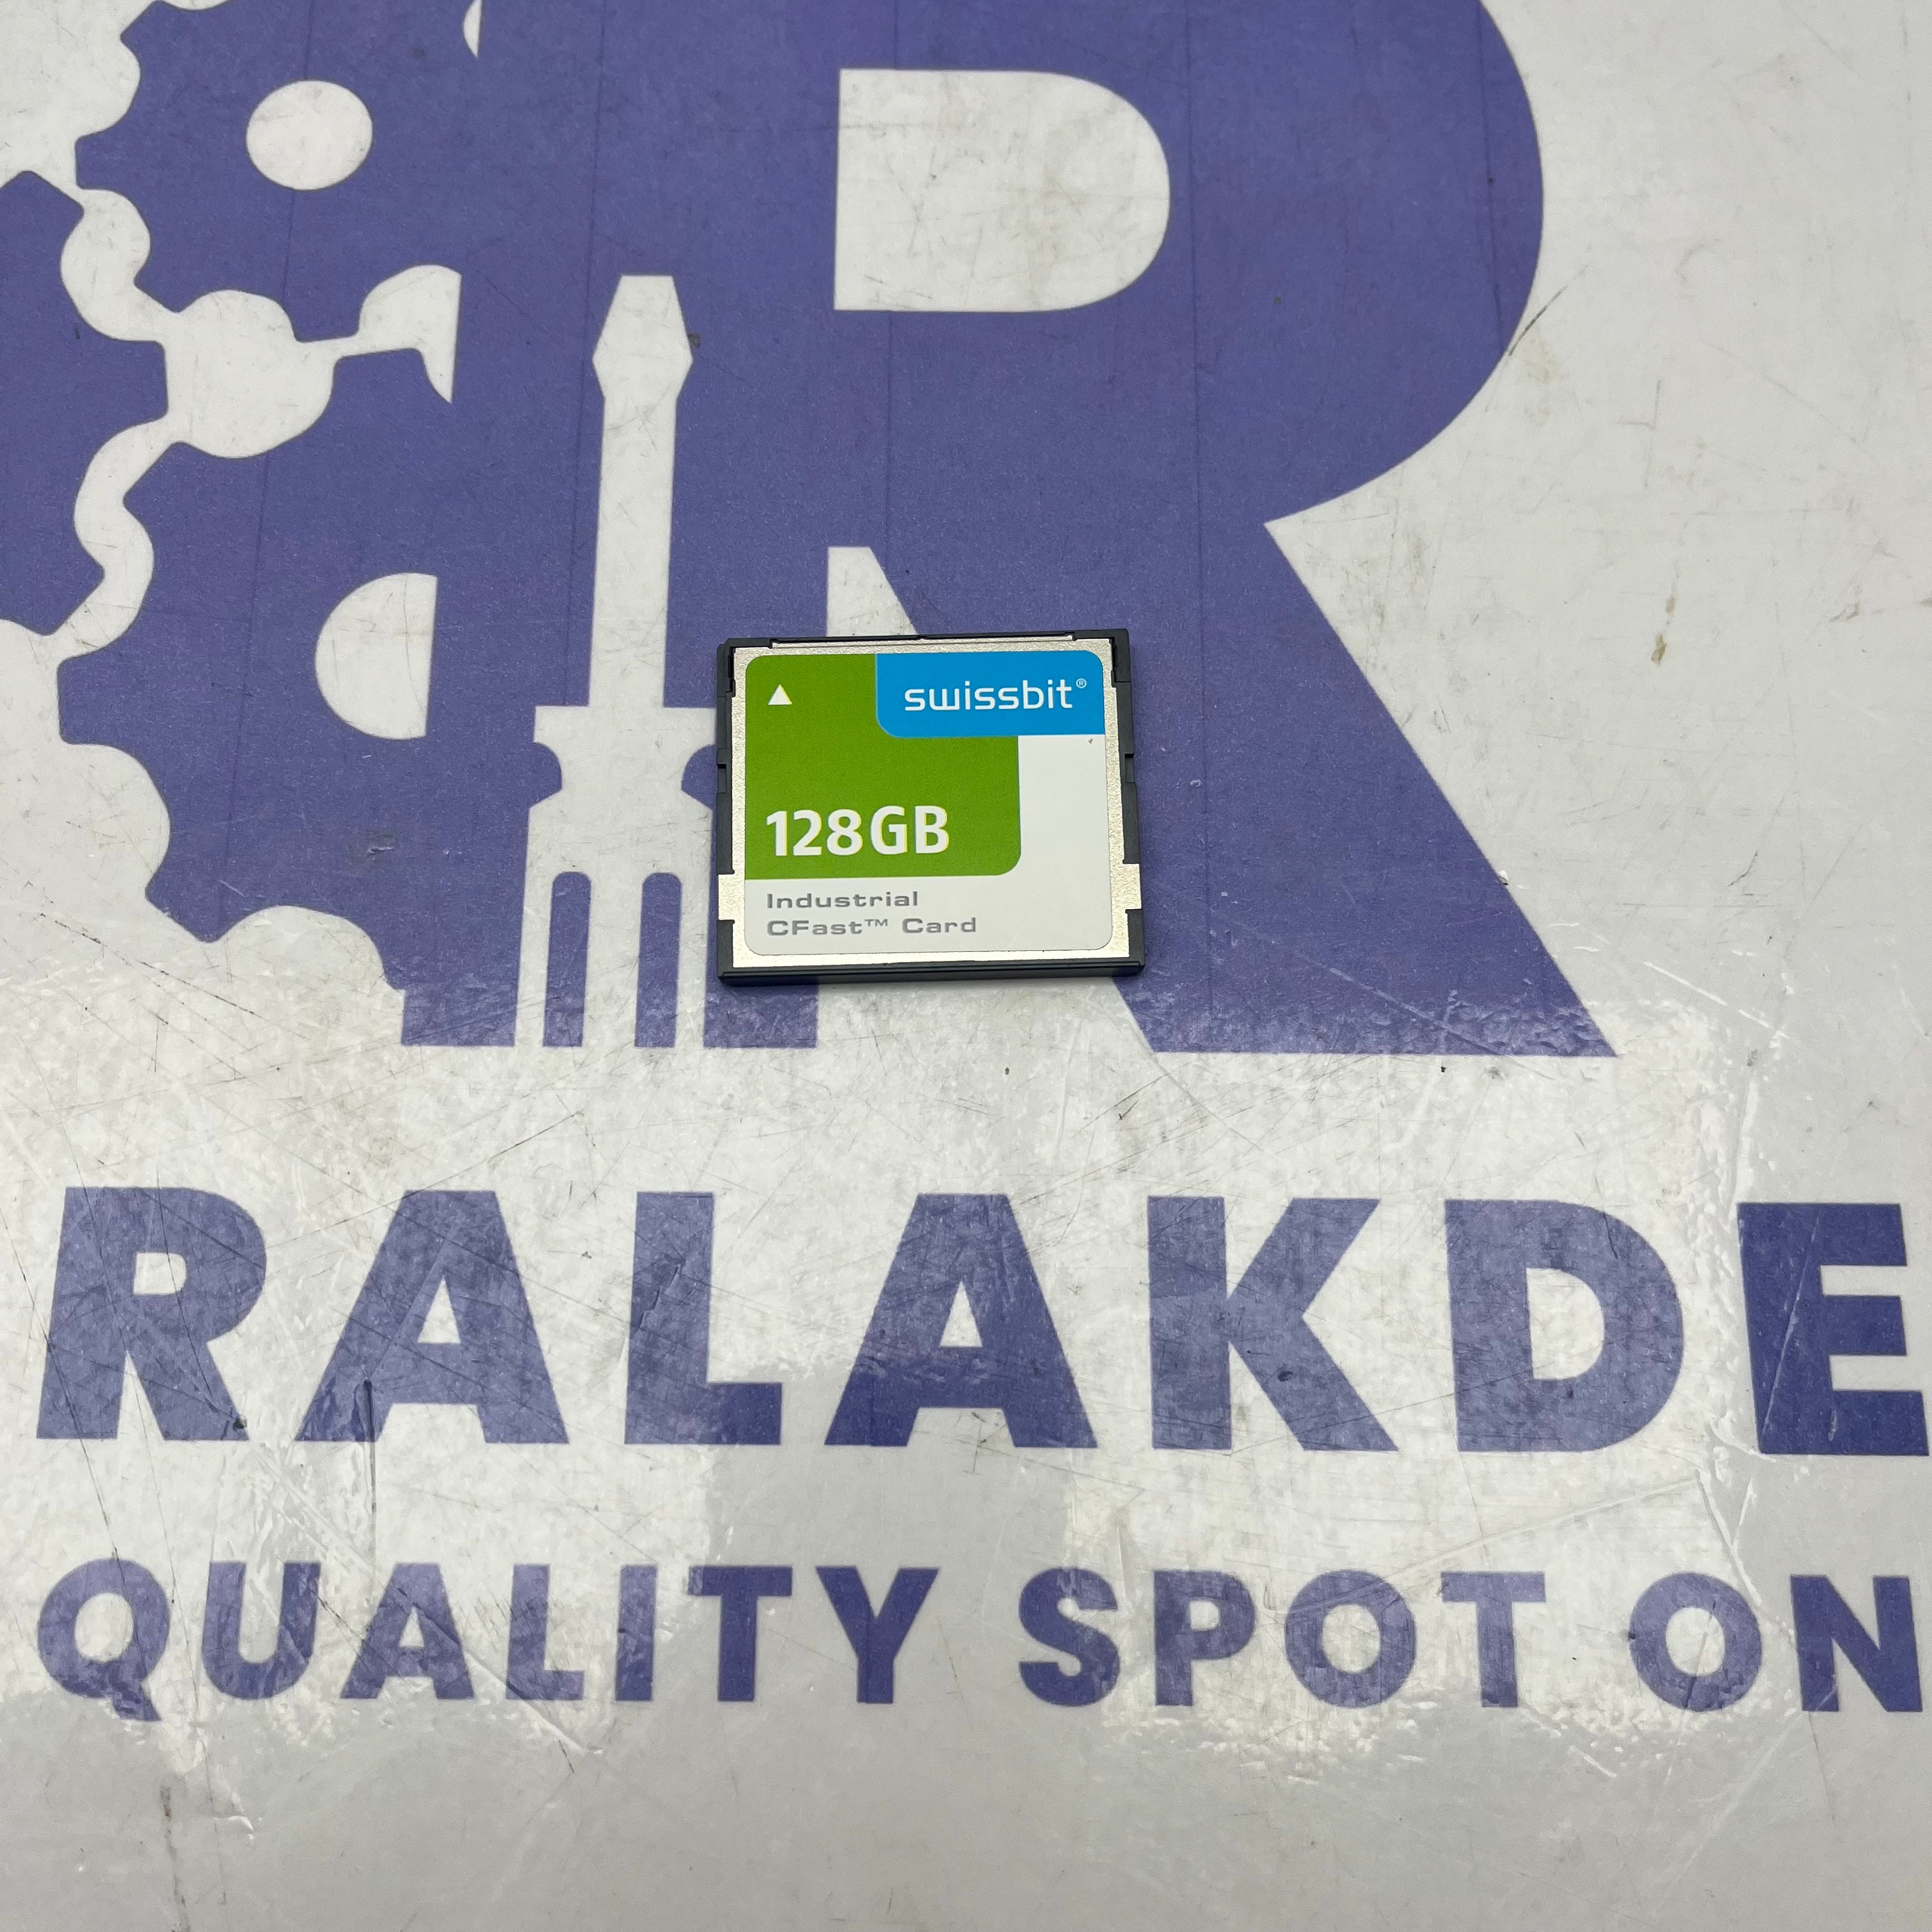 swissbit®
128GB
Industrial
CFast™ Card
RALAKDE
QUALITY SPOT ON